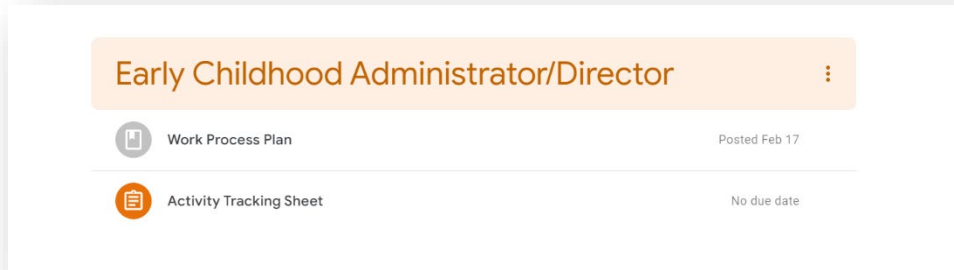 Early Childhood Administrator/Director
Work Process Plan
Posted Feb 17
Activity Tracking Sheet
No due date